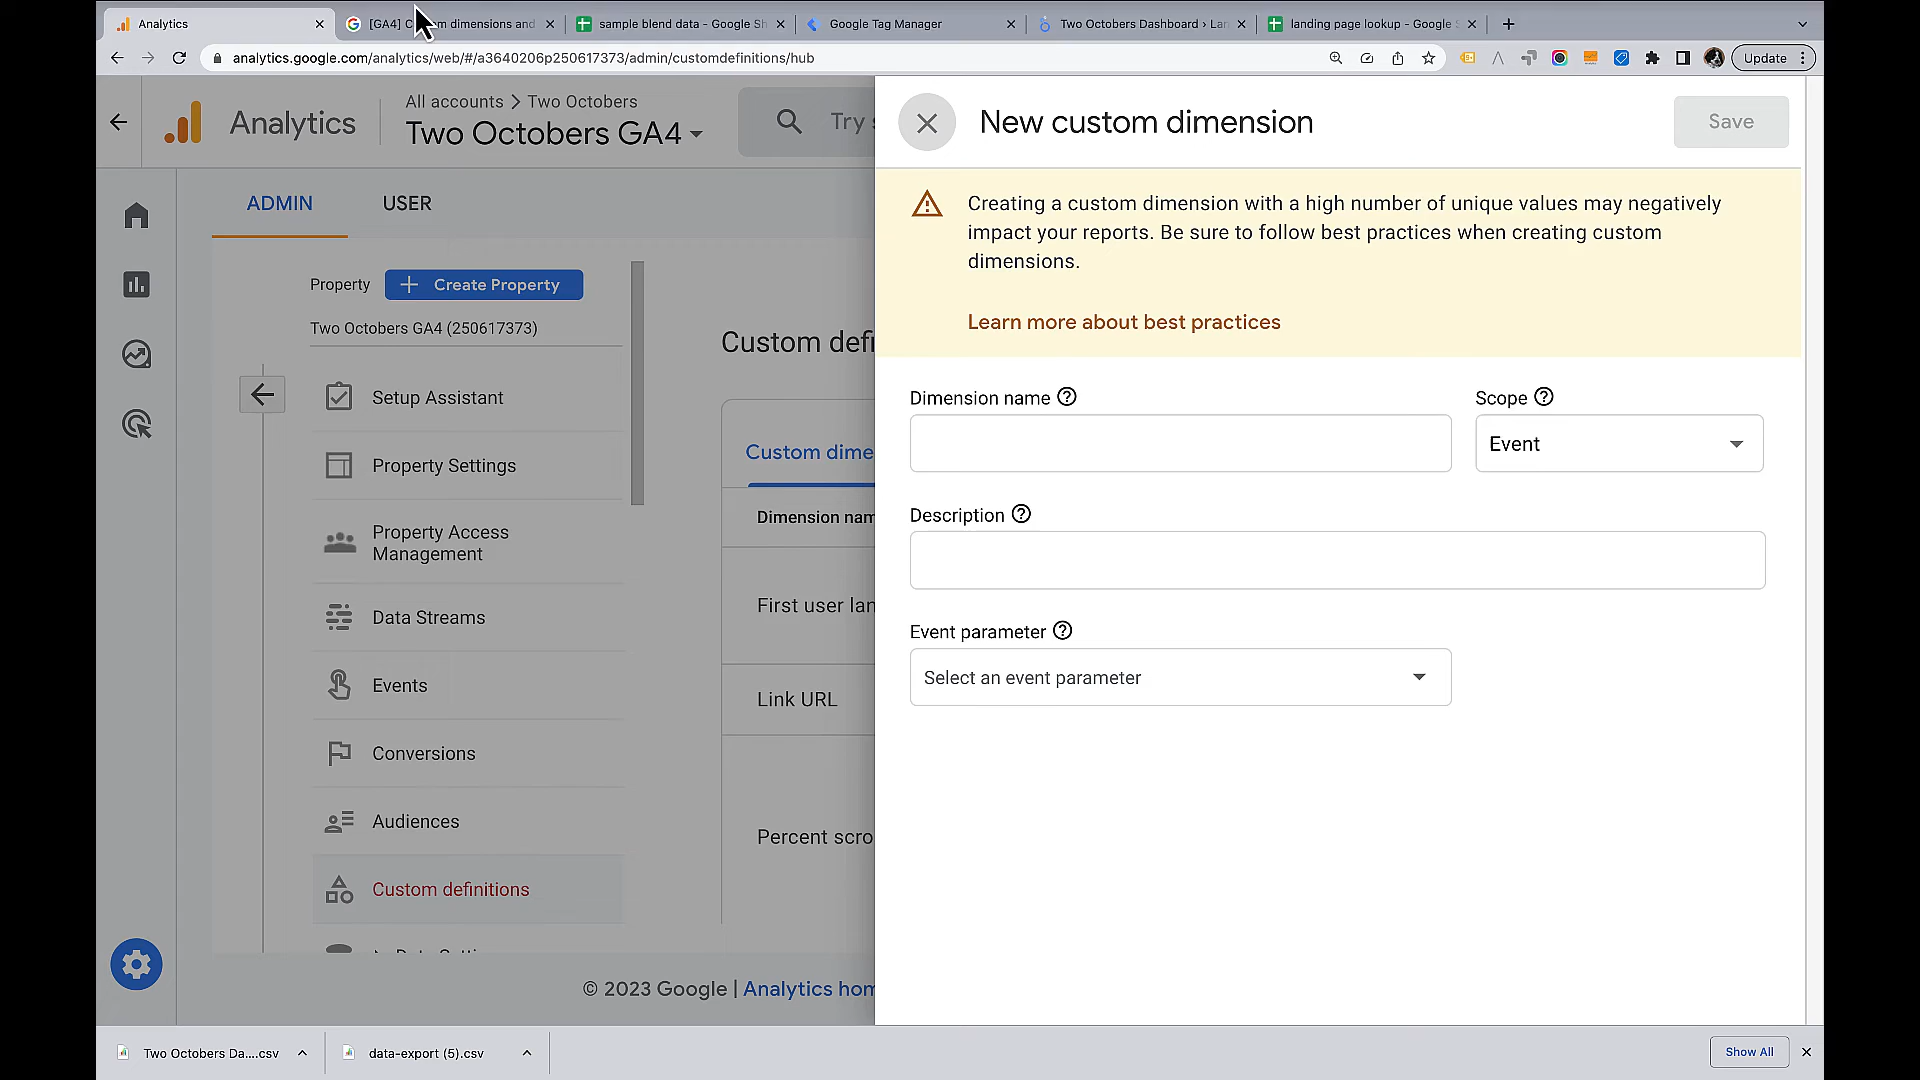 Analytics
[GA4] C
m dimensions and
sample blend data - Google Sh
Google Tag Manager
Two Octobers Dashboard › Lan
landing page lookup - Google S
analytics.google.com/analytics/web/#/a3640206p250617373/admin/customdefinitions/hub
Update
Analytics
All accounts > Two Octobers
Two Octobers GA4
Try s
New custom dimension
Save
ADMIN
USER
Creating a custom dimension with a high number of unique values may negatively
impact your reports. Be sure to follow best practices when creating custom
dimensions.
Learn more about best practices
Property
+ Create Property
Two Octobers GA4 (250617373)
Setup Assistant
Property Settings
Property Access
Management
Data Streams
Events
Conversions
Audiences
Custom definitions
Custom defi
Custom dime
Dimension nam
First user lan
Link URL
Percent scro
Dimension name
Scope
Event
Description
Event parameter
Select an event parameter
© 2023 Google | Analytics hom
Two Octobers Da....csv
data-export (5).csv
Show All